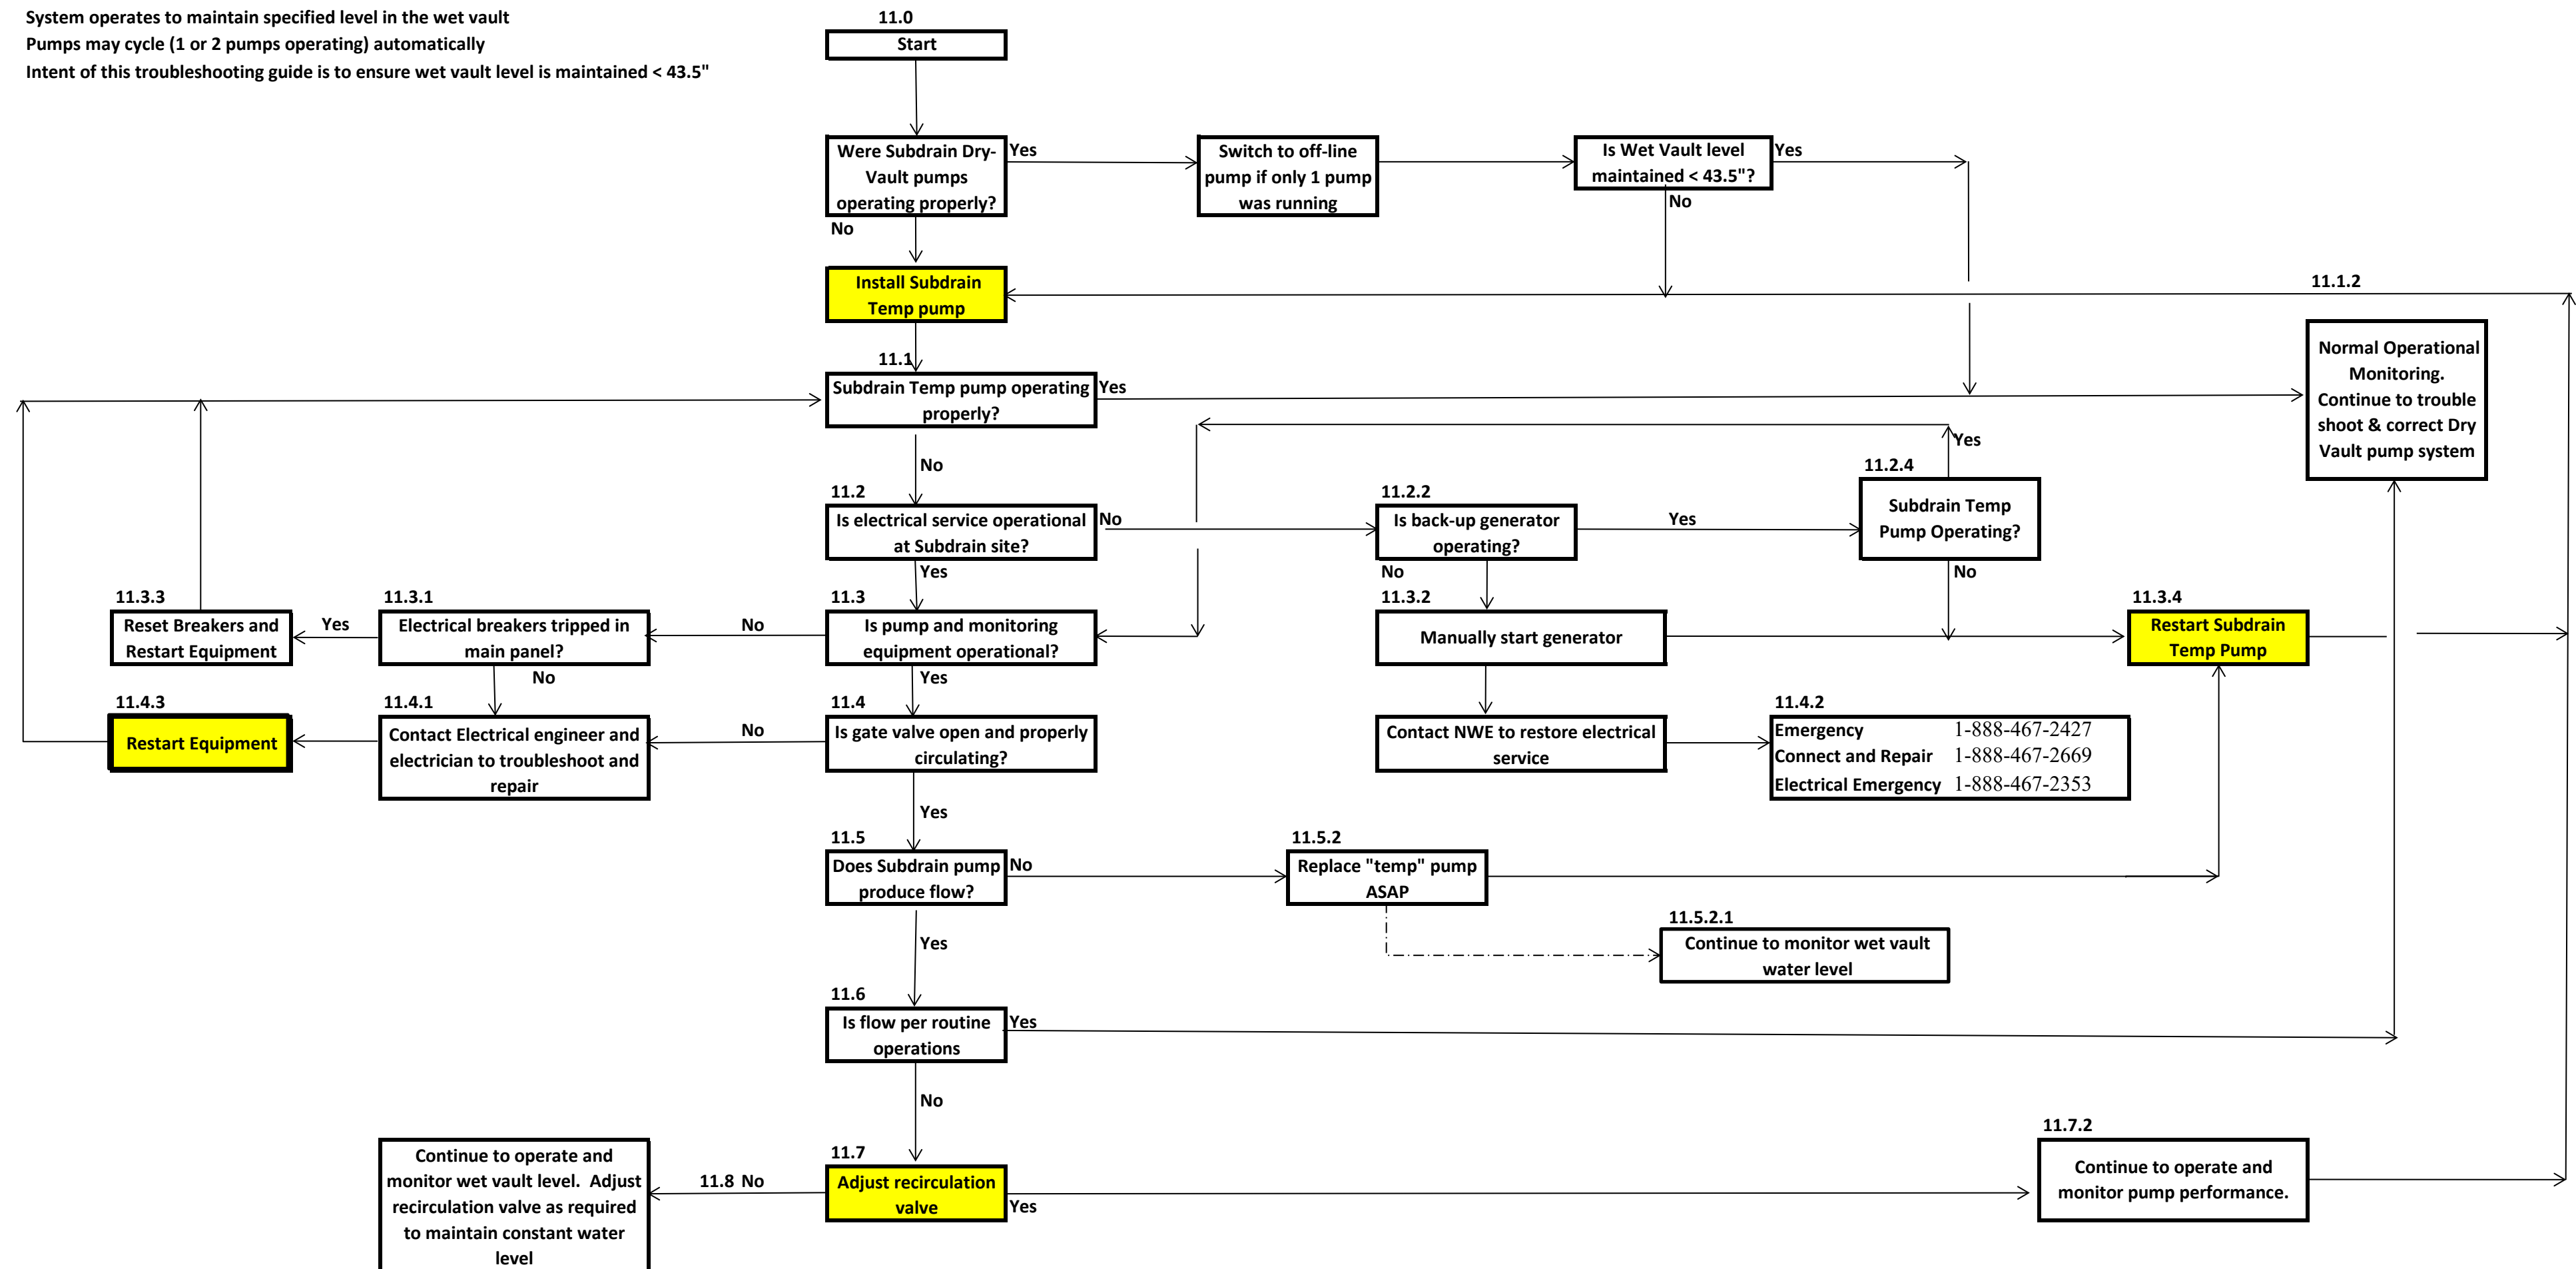 System operates to maintain specified level in the wet vault
Pumps may cycle (1 or 2 pumps operating) automatically
Intent of this troubleshooting guide is to ensure wet vault level is maintained < 43.5"
11.0
Start
Were Subdrain Dry-
Vault pumps
operating properly?
Yes
No
Switch to off-line
pump if only 1 pump
was running
Is Wet Vault level
maintained < 43.5"?
Yes
No
Install Subdrain
Temp pump
11.1.2
Normal Operational
Monitoring.
Continue to trouble
shoot & correct Dry
Vault pump system
11.1
Subdrain Temp pump operating
properly?
Yes
No
11.2
Is electrical service operational
at Subdrain site?
No
Yes
11.2.2
Is back-up generator
operating?
Yes
No
11.2.4
Subdrain Temp
Pump Operating?
Yes
No
11.3.3
Reset Breakers and
Restart Equipment
Yes
11.3.1
Electrical breakers tripped in
main panel?
No
No
11.3
Is pump and monitoring
equipment operational?
Yes
11.3.2
Manually start generator
11.3.4
Restart Subdrain
Temp Pump
11.4.3
Restart Equipment
11.4.1
Contact Electrical engineer and
electrician to troubleshoot and
repair
No
11.4
Is gate valve open and properly
circulating?
Yes
Contact NWE to restore electrical
service
11.4.2
Emergency 1-888-467-2427
Connect and Repair 1-888-467-2669
Electrical Emergency 1-888-467-2353
11.5
Does Subdrain pump
produce flow?
No
Yes
11.5.2
Replace "temp" pump
ASAP
11.5.2.1
Continue to monitor wet vault
water level
11.6
Is flow per routine
operations
Yes
No
11.7
Adjust recirculation
valve
Yes
11.8 No
Continue to operate and
monitor wet vault level. Adjust
recirculation valve as required
to maintain constant water
level
11.7.2
Continue to operate and
monitor pump performance.